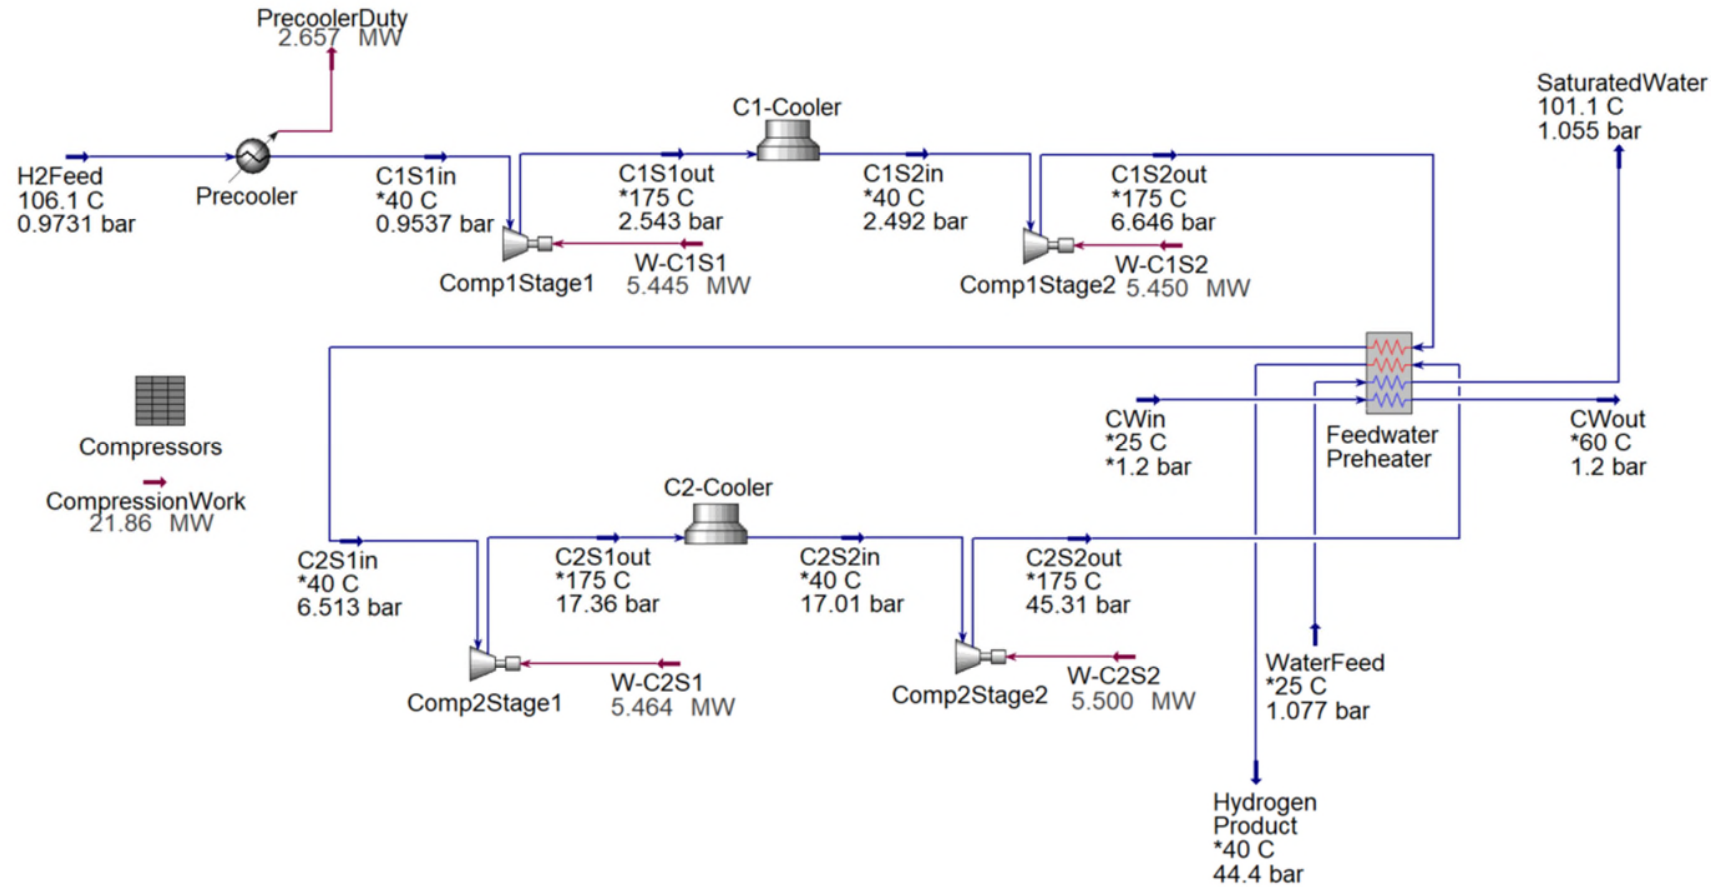 PrecoolerDuty
2.657 MW
C1-Cooler
SaturatedWater
101.1 C
1.055 bar
H2Feed
106.1 C
0.9731 bar
Precooler
C1S1in
*40 C
0.9537 bar
C1S1out
*175 C
2.543 bar
C1S2in
*40 C
2.492 bar
C1S2out
*175 C
6.646 bar
Comp1Stage1
W-C1S1
5.445 MW
Comp1Stage2
W-C1S2
5.450 MW
Compressors
CompressionWork
21.86 MW
CWin
*25 C
*1.2 bar
Feedwater
Preheater
CWout
*60 C
1.2 bar
C2-Cooler
C2S1in
*40 C
6.513 bar
C2S1out
*175 C
17.36 bar
C2S2in
*40 C
17.01 bar
C2S2out
*175 C
45.31 bar
Comp2Stage1
W-C2S1
5.464 MW
Comp2Stage2
W-C2S2
5.500 MW
WaterFeed
*25 C
1.077 bar
Hydrogen
Product
*40 C
44.4 bar